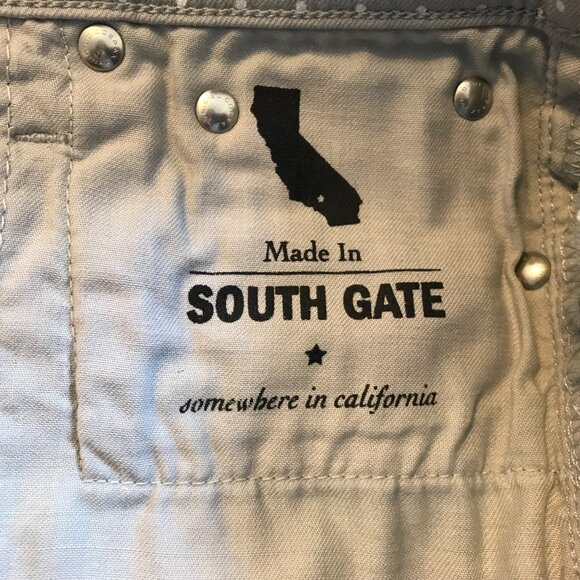 Made In
SOUTH GATE
somewhere in california